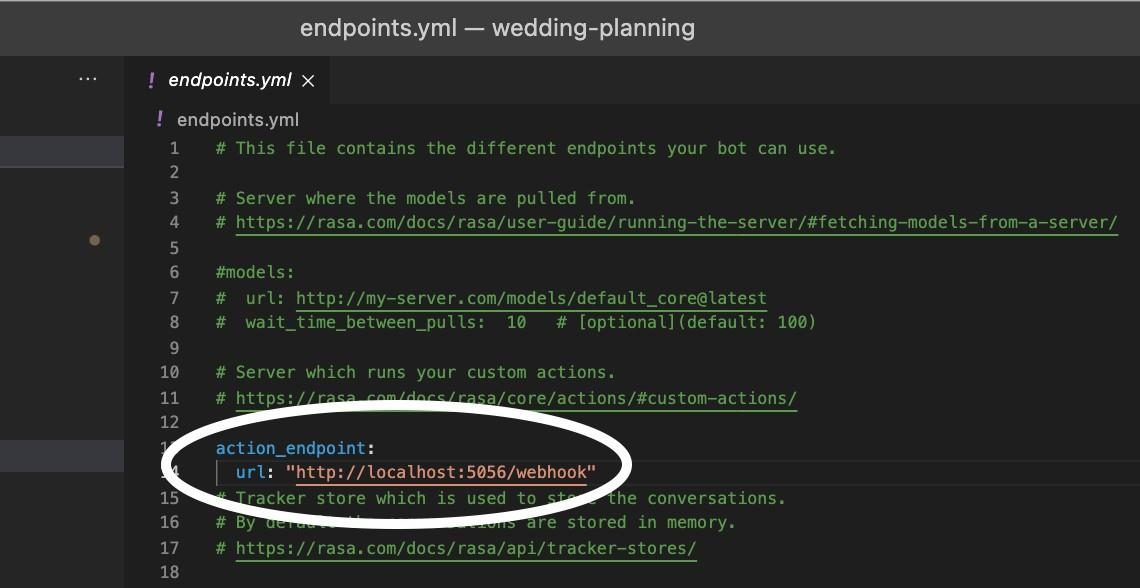 endpoints.yml — wedding-planning
...
! endpoints.yml ×
! endpoints.yml
1 # This file contains the different endpoints your bot can use.
2
3 # Server where the models are pulled from.
4 # https://rasa.com/docs/rasa/user-guide/running-the-server/#fetching-models-from-a-server/
5
6 #models:
7 #  url: http://my-server.com/models/default_core@latest
8 #  wait_time_between_pulls:  10   # [optional](default: 100)
9
10 # Server which runs your custom actions.
11 # https://rasa.com/docs/rasa/core/actions/#custom-actions/
12
13 action_endpoint:
14   url: "http://localhost:5056/webhook"
15 # Tracker store which is used to store the conversations.
16 # By default the conversations are stored in memory.
17 # https://rasa.com/docs/rasa/api/tracker-stores/
18